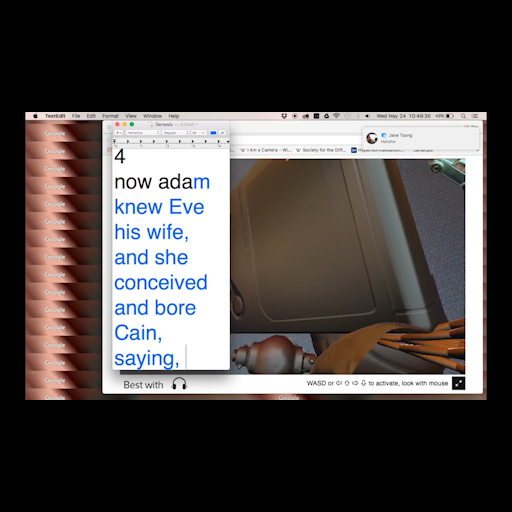 TextEdit File Edit Format View Window Help
Wed May 24 10:49:36
Genesis — Edited
Helvetica Regular
Jane Tsang
Hahaha
I Am a Camera - Wi... Society for the Diff...
4
now adam
knew Eve
his wife,
and she
conceived
and bore
Cain,
saying,
Google
Google
Google
Google
Google
Google
Google
Google
Google
Google
Google
Google
Google
Google
Best with
WASD or to activate, look with mouse